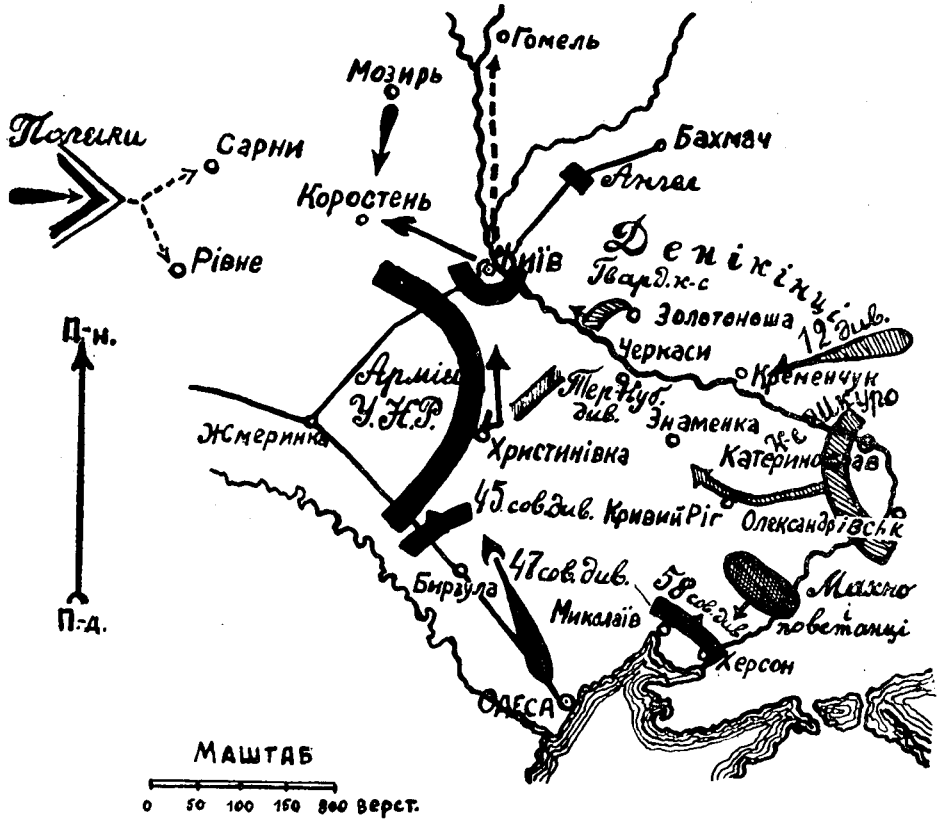 Гомель
Мозирь
Поляки
Сарни
Бахмач
Ангел
Коростень
Рівне
Київ
Денікінці
Гвард. к-с
Золотоноша
12 див.
П-н.
Черкаси
Кременчук
Армія
У.Н.Р.
Тер. Куб.
див.
Знаменка
Шкуро
Жмеринка
Христинівка
Катеринослав
45 сов. див.
Кривий Ріг
Олександрівськ
47 сов. див.
58 сов. див.
Бирзула
Миколаїв
Махно
і
повстанці
П-д.
Херсон
Одеса
Маштаб
0 50 100 150 200 верст.